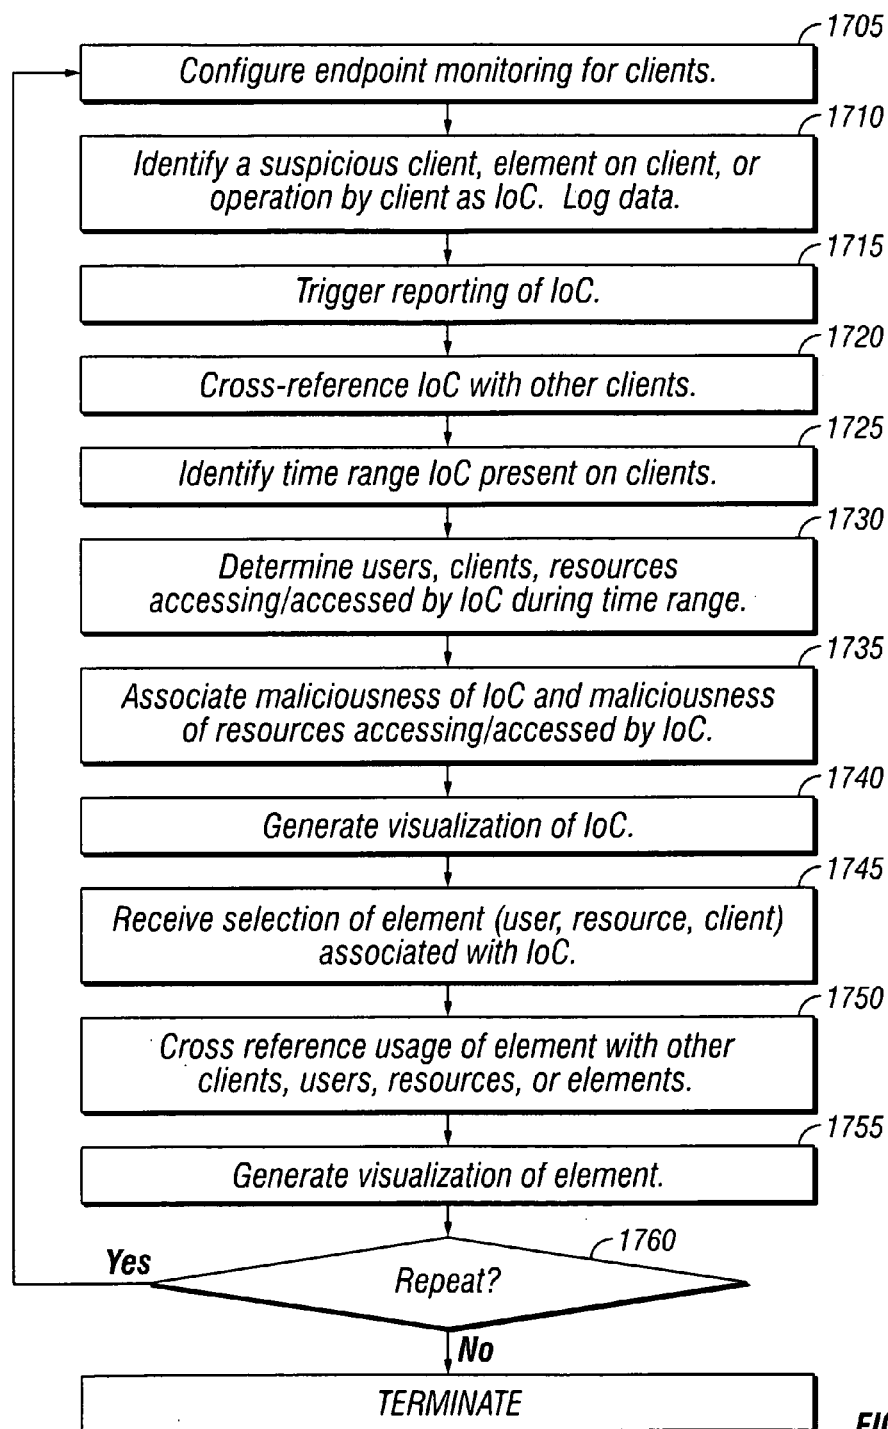 1705
Configure endpoint monitoring for clients.
1710
Identify a suspicious client, element on client, or
operation by client as IoC. Log data.
1715
Trigger reporting of IoC.
1720
Cross-reference IoC with other clients.
1725
Identify time range IoC present on clients.
1730
Determine users, clients, resources
accessing/accessed by IoC during time range.
1735
Associate maliciousness of IoC and maliciousness
of resources accessing/accessed by IoC.
1740
Generate visualization of IoC.
1745
Receive selection of element (user, resource, client)
associated with IoC.
1750
Cross reference usage of element with other
clients, users, resources, or elements.
1755
Generate visualization of element.
1760
Yes
Repeat?
No
TERMINATE